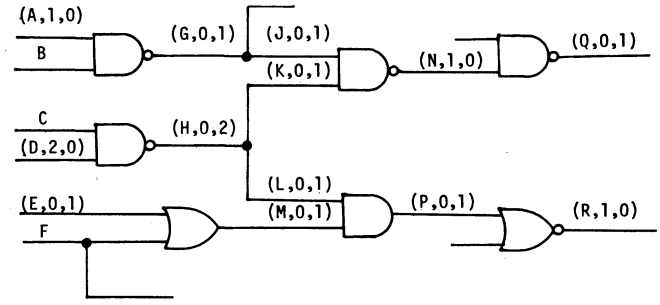 (A,1,0)
(G,0,1) (J,0,1) (Q,0,1)
B
(K,0,1) (N,1,0)
C
(H,0,2)
(D,2,0)
(L,0,1)
(E,0,1) (M,0,1) (P,0,1) (R,1,0)
F